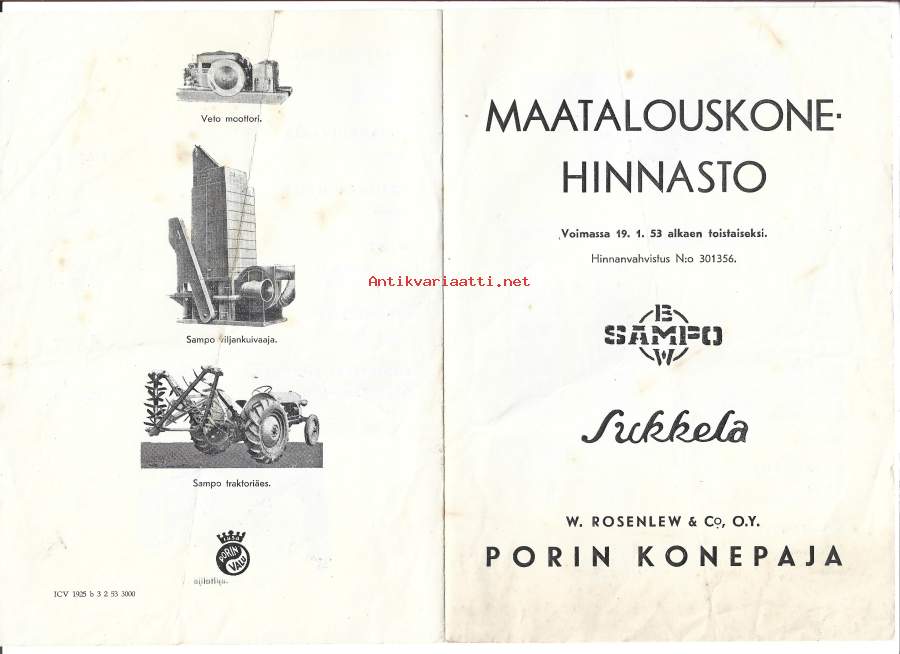 Veto moottori.
Sampo viljankuivaaja.
Sampo traktoriäes.
PORIN
VALU
ICV 1925 b 3 2 53 3000
MAATALOUSKONE-
HINNASTO
Voimassa 19. 1. 53 alkaen toistaiseksi.
Hinnanvahvistus N:o 301356.
Antikvariaatti.net
B
SAMPO
W
Sukkela
W. ROSENLEW & Co, O.Y.
PORIN KONEPAJA